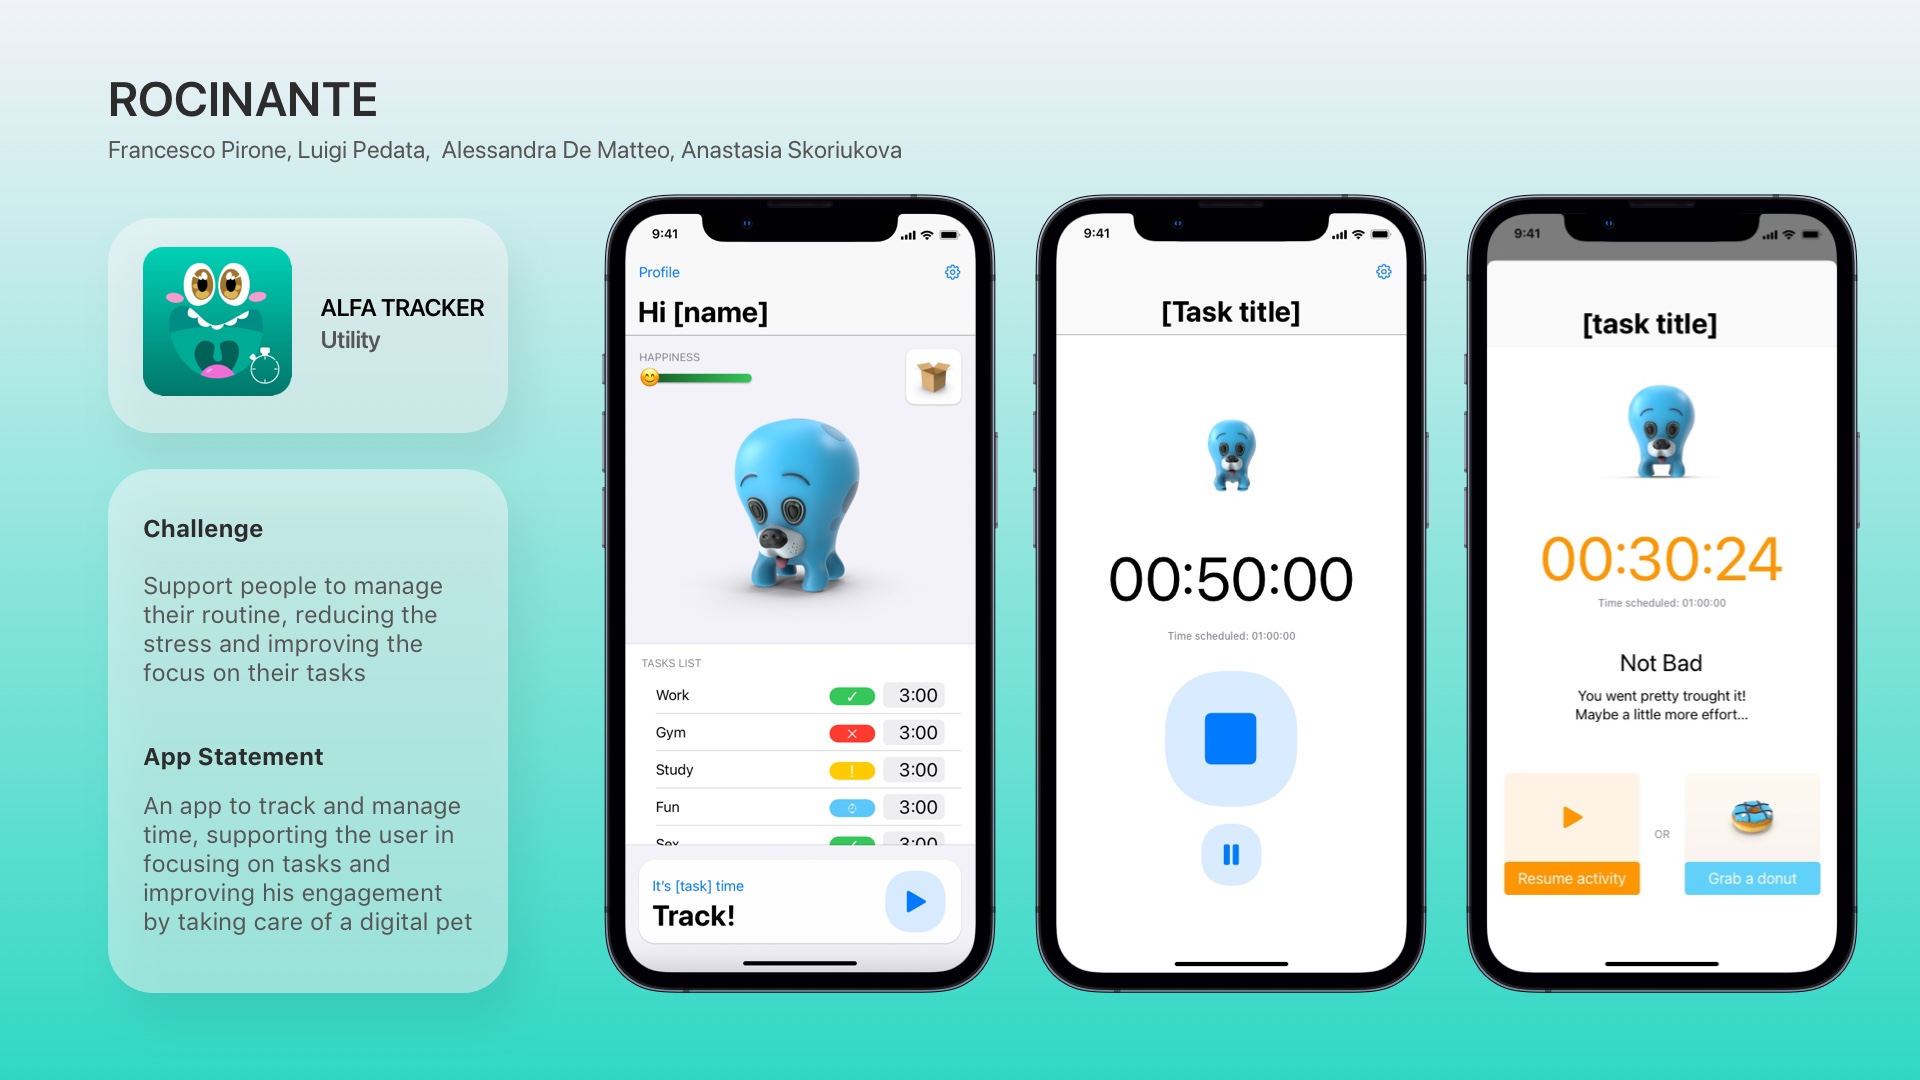 ROCINANTE
Francesco Pirone, Luigi Pedata,  Alessandra De Matteo, Anastasia Skoriukova
ALFA TRACKER
Utility
Challenge
Support people to manage
their routine, reducing the
stress and improving the
focus on their tasks
App Statement
An app to track and manage
time, supporting the user in
focusing on tasks and
improving his engagement
by taking care of a digital pet
9:41
Profile
Hi [name]
HAPPINESS
TASKS LIST
Work 3:00
Gym 3:00
Study 3:00
Fun 3:00
Sex 3:00
It's [task] time
Track!
9:41
[Task title]
00:50:00
Time scheduled: 01:00:00
9:41
[task title]
00:30:24
Time scheduled: 01:00:00
Not Bad
You went pretty trought it!
Maybe a little more effort...
OR
Resume activity
Grab a donut